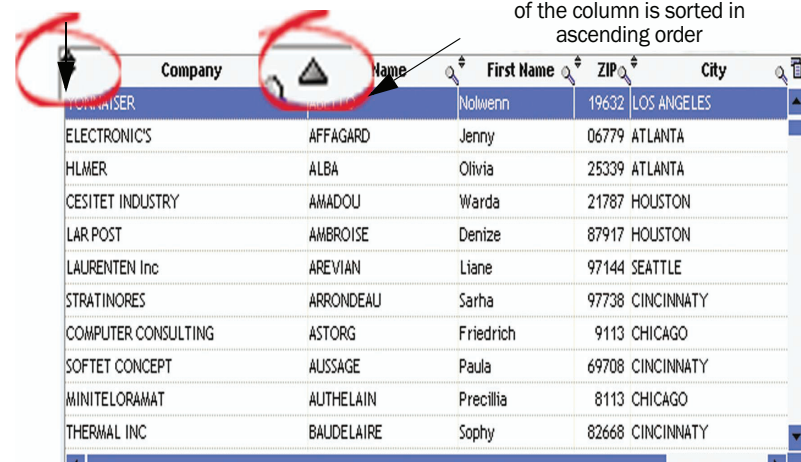 of the column is sorted in
ascending order
Company Name First Name ZIP City
Nolwenn 19632 LOS ANGELES
ELECTRONIC'S AFFAGARD Jenny 06779 ATLANTA
HLMER ALBA Olivia 25339 ATLANTA
CESITET INDUSTRY AMADOU Warda 21787 HOUSTON
LAR POST AMBROISE Denize 87917 HOUSTON
LAURENTEN Inc AREVIAN Liane 97144 SEATTLE
STRATINORES ARRONDEAU Sarha 97738 CINCINNATY
COMPUTER CONSULTING ASTORG Friedrich 9113 CHICAGO
SOFTET CONCEPT AUSSAGE Paula 69708 CINCINNATY
MINITELORAMAT AUTHELAIN Precillia 8113 CHICAGO
THERMAL INC BAUDELAIRE Sophy 82668 CINCINNATY